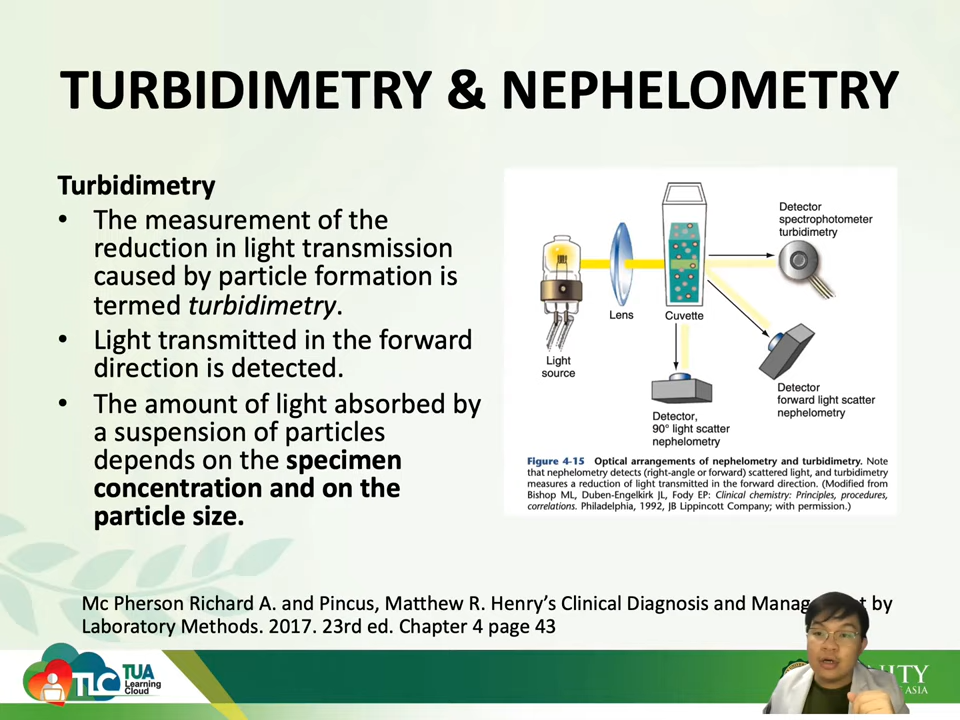 TURBIDIMETRY & NEPHELOMETRY
Turbidimetry
• The measurement of the
reduction in light transmission
caused by particle formation is
termed turbidimetry.
• Light transmitted in the forward
direction is detected.
• The amount of light absorbed by
a suspension of particles
depends on the specimen
concentration and on the
particle size.
Detector
spectrophotometer
turbidimetry
Lens
Cuvette
Light
source
Detector
forward light scatter
nephelometry
Detector,
90° light scatter
nephelometry
Figure 4-15 Optical arrangements of nephelometry and turbidimetry. Note
that nephelometry detects (right-angle or forward) scattered light, and turbidimetry
measures a reduction of light transmitted in the forward direction. (Modified from
Bishop ML, Duben-Engelkirk JL, Fody EP: Clinical chemistry: Principles, procedures,
correlations. Philadelphia, 1992, JB Lippincott Company; with permission.)
Mc Pherson Richard A. and Pincus, Matthew R. Henry's Clinical Diagnosis and by
Laboratory Methods. 2017. 23rd ed. Chapter 4 page 43
TLC
TUA
Learning
Cloud
ASIA